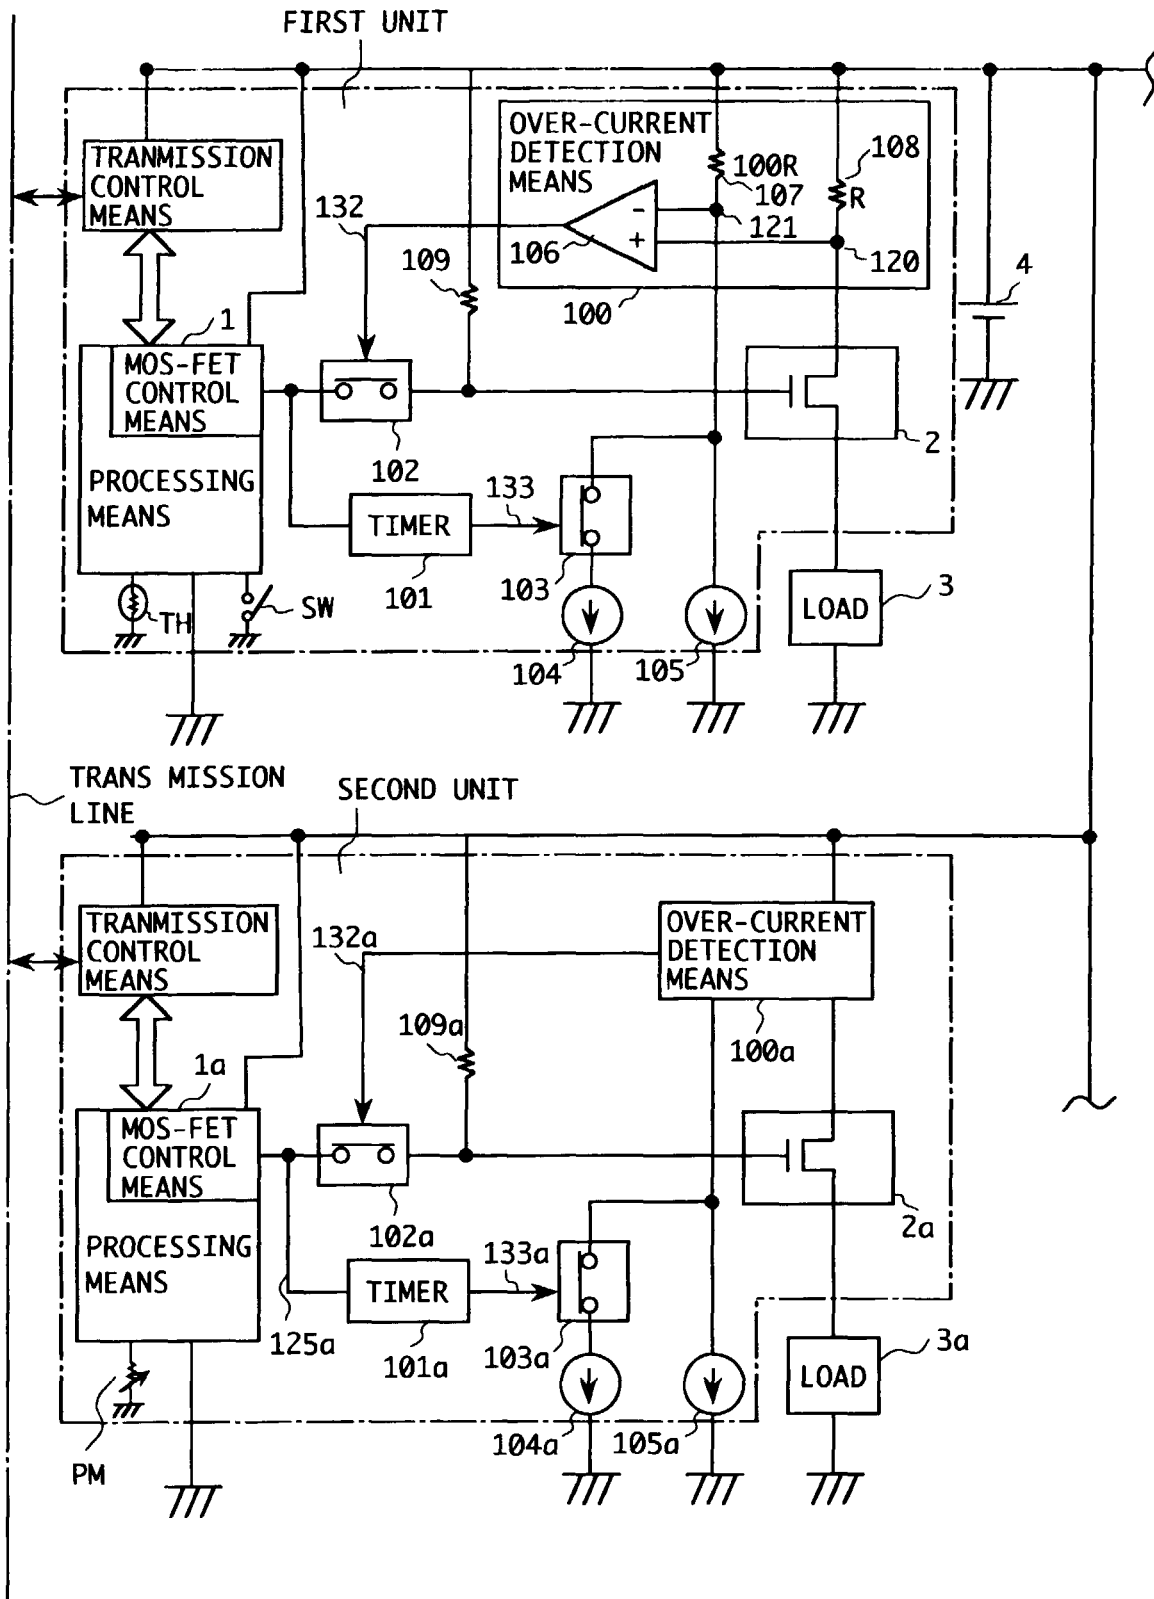 FIRST UNIT
TRANMISSION
CONTROL
MEANS
OVER-CURRENT
DETECTION
MEANS
100R
107
108
R
132
109
-
+
106
121
120
100
4
1
MOS-FET
CONTROL
MEANS
PROCESSING
MEANS
102
2
133
TIMER
101
103
TH
SW
104
105
LOAD
3
TRANS MISSION
LINE
SECOND UNIT
TRANMISSION
CONTROL
MEANS
OVER-CURRENT
DETECTION
MEANS
132a
109a
100a
1a
MOS-FET
CONTROL
MEANS
PROCESSING
MEANS
102a
2a
133a
TIMER
125a
101a
103a
LOAD
3a
PM
104a
105a